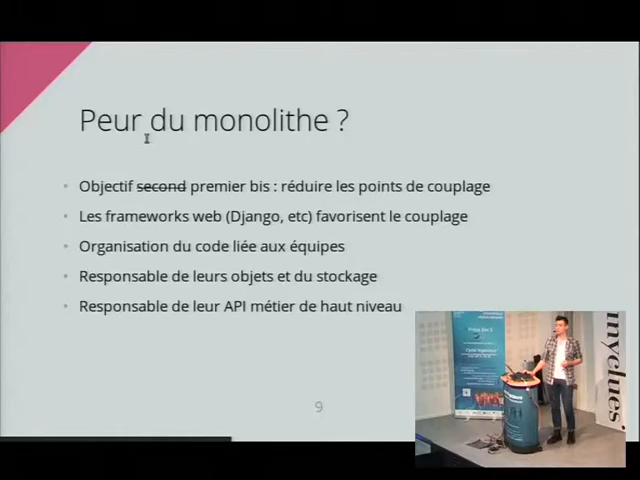 Peur du monolithe ?
Objectif second premier bis : réduire les points de couplage
Les frameworks web (Django, etc) favorisent le couplage
Organisation du code liée aux équipes
Responsable de leurs objets et du stockage
Responsable de leur API métier de haut niveau
9
myclues